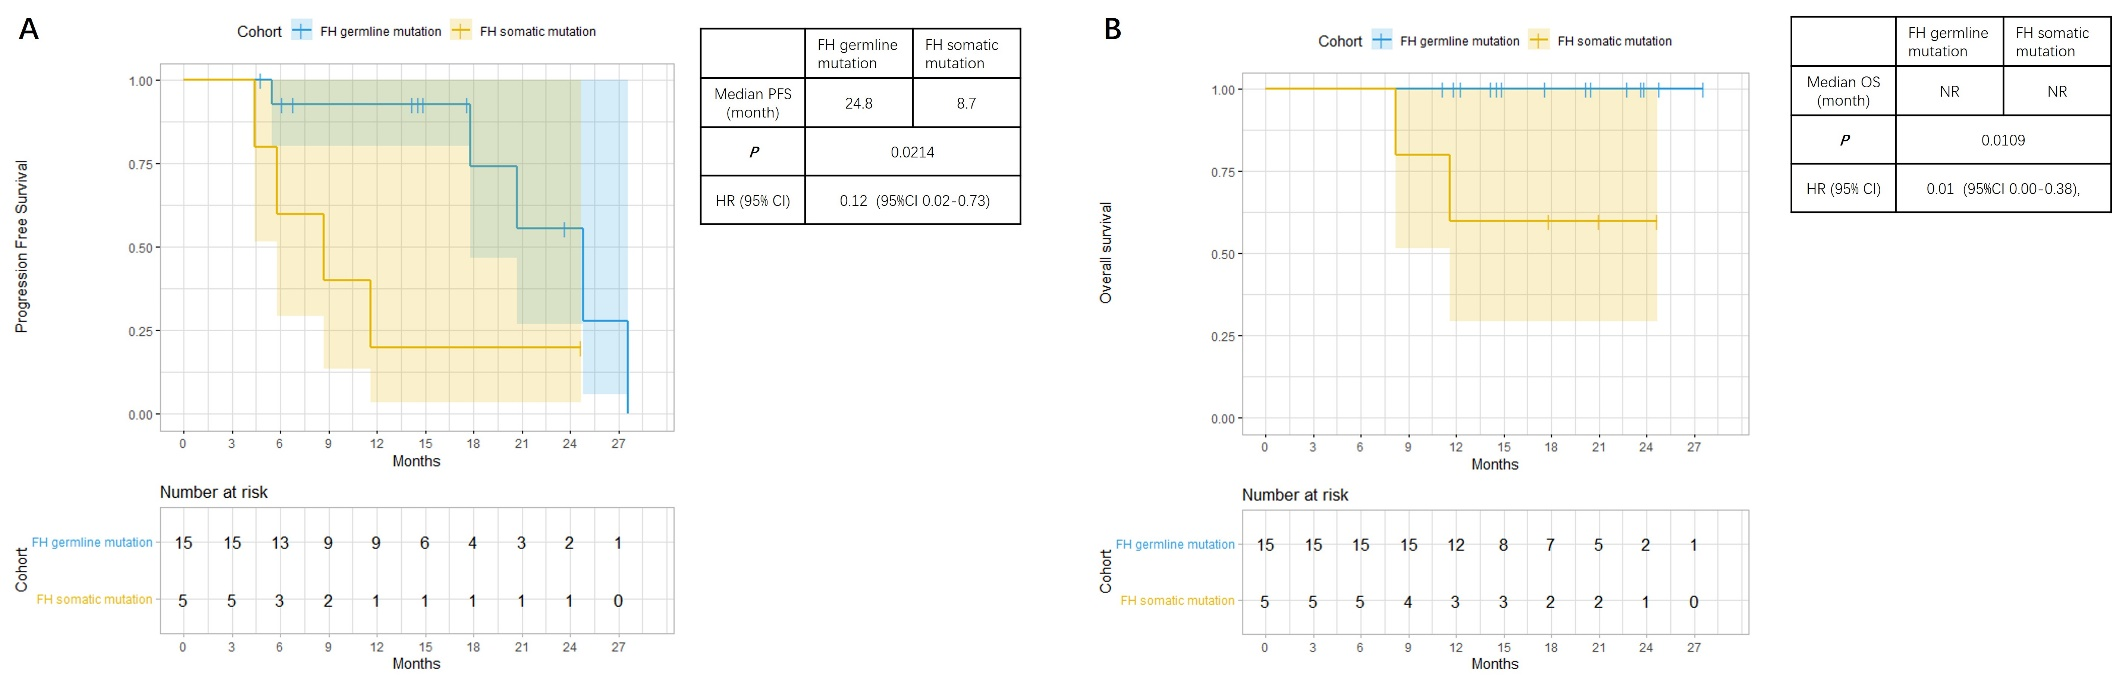 A
Cohort FH germline mutation FH somatic mutation
Progression Free Survival
1.00
0.75
0.50
0.25
0.00
0 3 6 9 12 15 18 21 24 27
Months
FH germline mutation FH somatic mutation
Median PFS (month) 24.8 8.7
P 0.0214
HR (95% CI) 0.12 (95%CI 0.02-0.73)
Number at risk
Cohort
FH germline mutation 15 15 13 9 9 6 4 3 2 1
FH somatic mutation 5 5 3 2 1 1 1 1 1 0
0 3 6 9 12 15 18 21 24 27
Months
B
Cohort FH germline mutation FH somatic mutation
Overall survival
1.00
0.75
0.50
0.25
0.00
0 3 6 9 12 15 18 21 24 27
Months
FH germline mutation FH somatic mutation
Median OS (month) NR NR
P 0.0109
HR (95% CI) 0.01 (95%CI 0.00-0.38),
Number at risk
Cohort
FH germline mutation 15 15 15 15 12 8 7 5 2 1
FH somatic mutation 5 5 5 4 3 3 2 2 1 0
0 3 6 9 12 15 18 21 24 27
Months